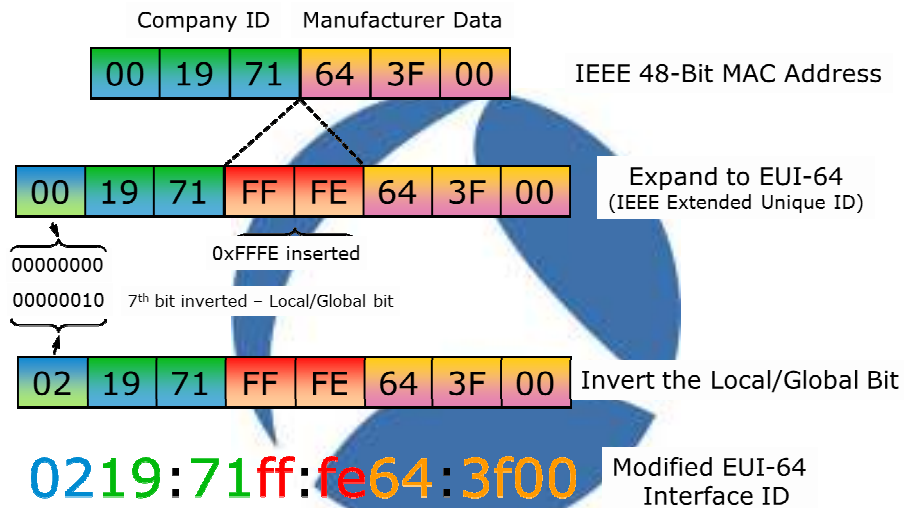 Company ID Manufacturer Data
00 19 71 64 3F 00 IEEE 48-Bit MAC Address
00 19 71 FF FE 64 3F 00 Expand to EUI-64
(IEEE Extended Unique ID)
0xFFFE inserted
00000000
00000010 7th bit inverted – Local/Global bit
02 19 71 FF FE 64 3F 00 Invert the Local/Global Bit
0219:71ff:fe64:3f00 Modified EUI-64
Interface ID